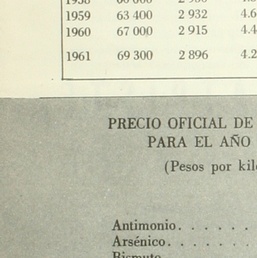 1959 63 400 2 932 4.6
1960 67 000 2 915 4.4
1961 69 300 2 896 4.2
PRECIO OFICIAL DE
PARA EL AÑO
(Pesos por kil
Antimonio. . . . . .
Arsénico. . . . . . .
Bismuto